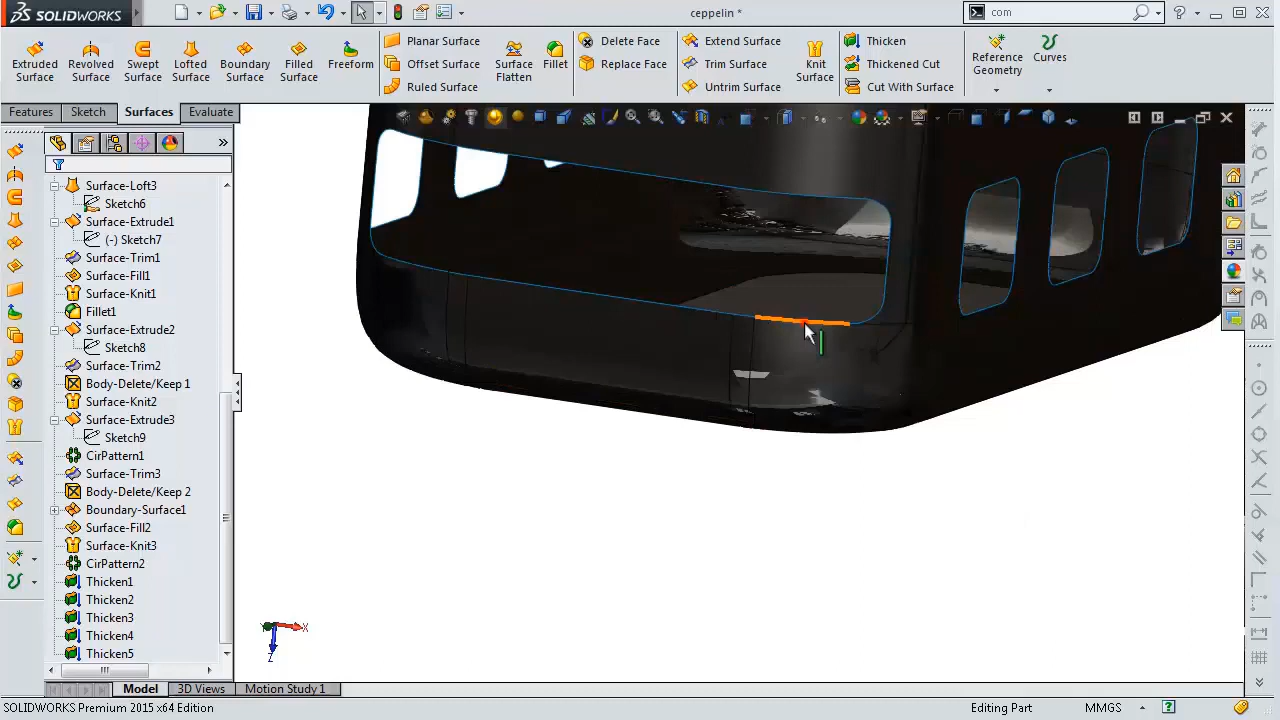 SOLIDWORKS
ceppelin *
com
Extruded Surface
Revolved Surface
Swept Surface
Lofted Surface
Boundary Surface
Filled Surface
Freeform
Planar Surface
Offset Surface
Ruled Surface
Surface Flatten
Fillet
Delete Face
Replace Face
Extend Surface
Trim Surface
Untrim Surface
Knit Surface
Thicken
Thickened Cut
Cut With Surface
Reference Geometry
Curves
Features
Sketch
Surfaces
Evaluate
»
Surface-Loft3
Sketch6
Surface-Extrude1
(-) Sketch7
Surface-Trim1
Surface-Fill1
Surface-Knit1
Fillet1
Surface-Extrude2
Sketch8
Surface-Trim2
Body-Delete/Keep 1
Surface-Knit2
Surface-Extrude3
Sketch9
CirPattern1
Surface-Trim3
Body-Delete/Keep 2
Boundary-Surface1
Surface-Fill2
Surface-Knit3
CirPattern2
Thicken1
Thicken2
Thicken3
Thicken4
Thicken5
X
Z
Model
3D Views
Motion Study 1
SOLIDWORKS Premium 2015 x64 Edition
Editing Part
MMGS